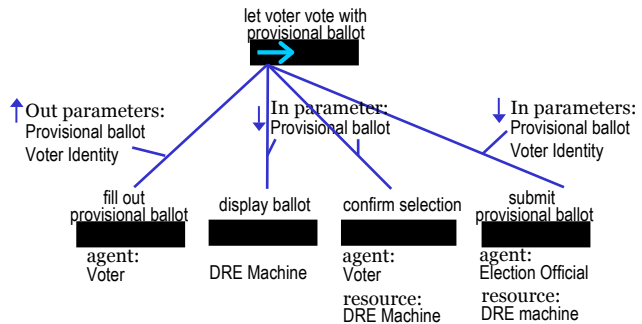 let voter vote with
provisional ballot
Out parameters:
Provisional ballot
Voter Identity
In parameter:
Provisional ballot
In parameters:
Provisional ballot
Voter Identity
fill out
provisional ballot
agent:
Voter
display ballot
DRE Machine
confirm selection
agent:
Voter
resource:
DRE Machine
submit
provisional ballot
agent:
Election Official
resource:
DRE machine